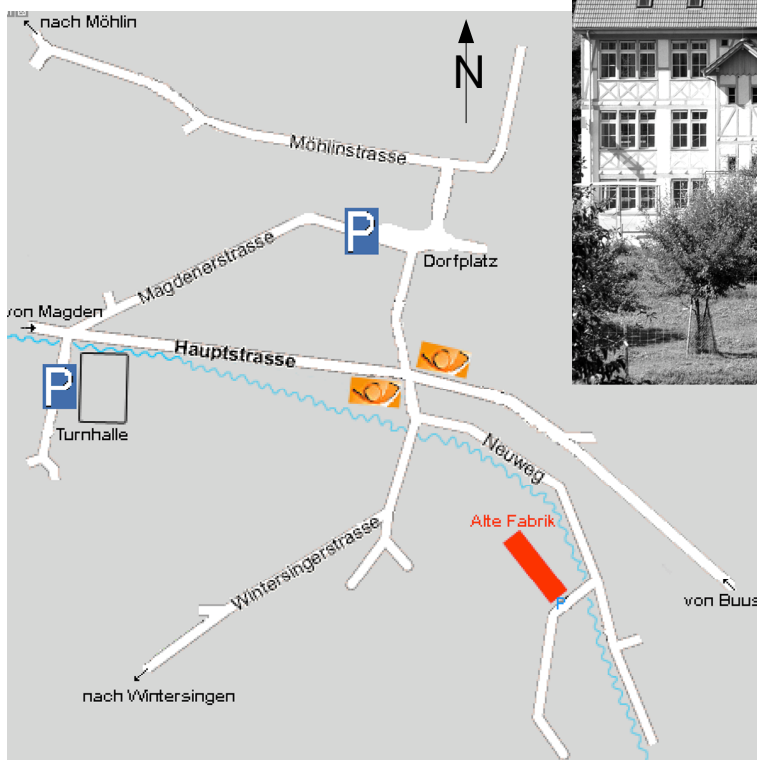 nach Möhlin
N
Möhlinstrasse
P
Magdenerstrasse
Dorfplatz
von Magden
Hauptstrasse
P
Turnhalle
Neuweg
Alte Fabrik
Wintersingerstrasse
P
von Buus
nach Wintersingen